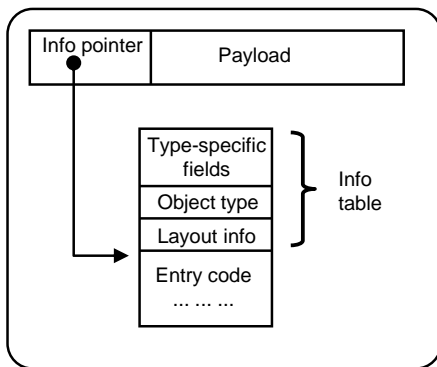 Info pointer
Payload
Type-specific
fields
Object type
Layout info
Entry code
... ... ...
Info
table